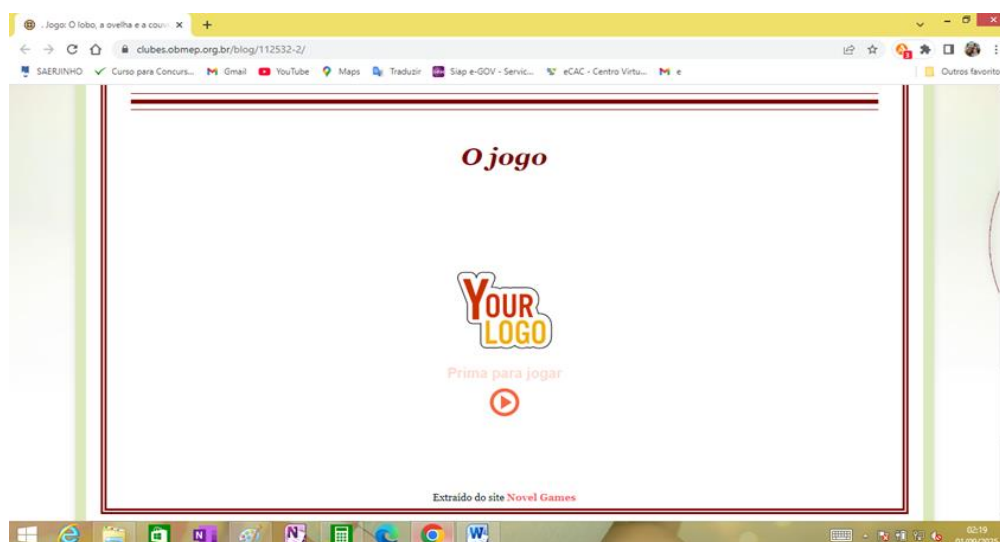 . Jogo: O lobo, a ovelha e a couv
clubes.obmep.org.br/blog/112532-2/
SAERJINHO Curso para Concurs... Gmail YouTube Maps Traduzir Siap e-GOV - Servic... eCAC - Centro Virtu... e Outros favorito
O jogo
YOUR
LOGO
Prima para jogar
Extraído do site Novel Games
02:19